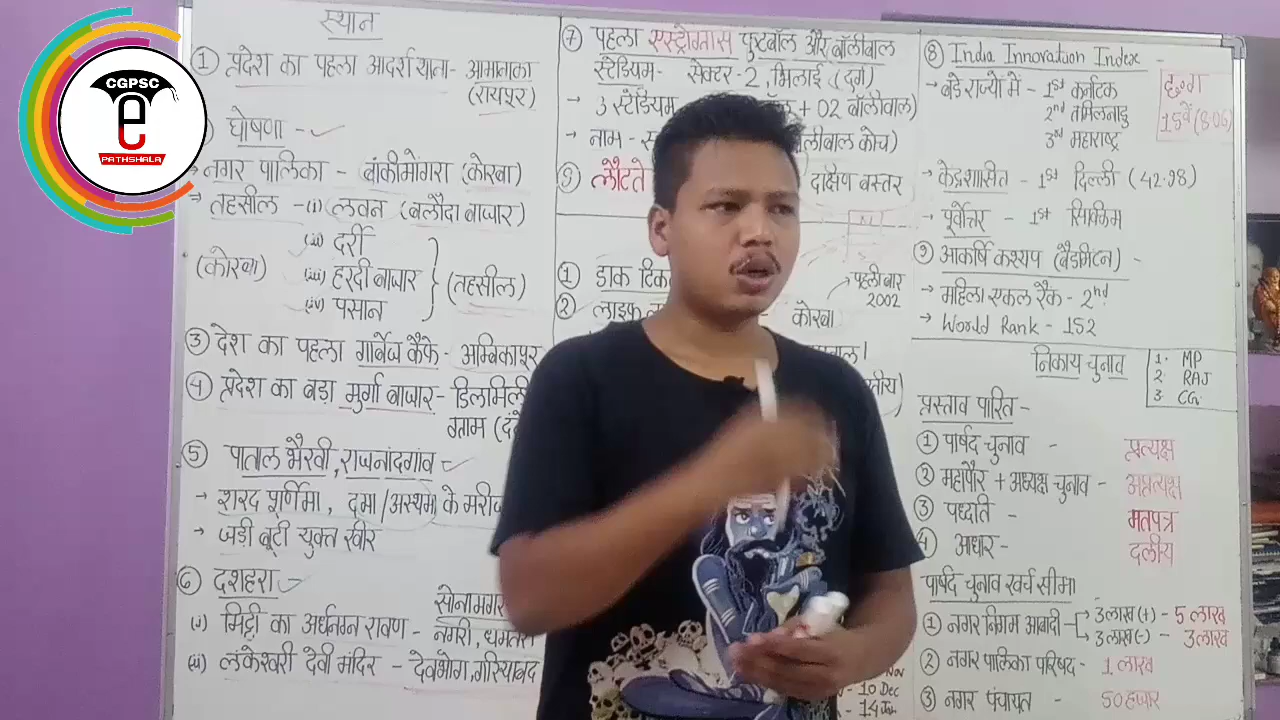 CGPSC
e
PATHSHALA
स्थान
① प्रदेश का पहला आदर्श थाना - आमानाका
(रायपुर)
घोषणा -
→ नगर पालिका - बांकीमोंगरा (कोरबा)
→ तहसील - (i) लवन (बलौदा बाजार)
(ii) दर्री
(कोरबा) (iii) हरदी बाजार (तहसील)
(iv) पसान
③ देश का पहला गार्बेज कैफे - अम्बिकापुर
④ प्रदेश का बड़ा मुर्गा बाजार - डिलमिली
ग्राम
⑤ पाताल भैरवी, राजनांदगांव
→ शरद पूर्णिमा, दमा/अस्थमा के मरीज
→ जड़ी बूटी युक्त खीर
⑥ दशहरा
सोनामगर
(i) मिट्टी का अर्धनग्न रावण - नगरी, धमतरी
(ii) लंकेश्वरी देवी मंदिर - देवभोग, गरियाबंद
⑦ पहला एस्ट्रोग्रास फुटबॉल और वॉलीबाल
स्टेडियम - सेक्टर-2, भिलाई (दुर्ग)
→ 3 स्टेडियम + 02 वॉलीबाल)
→ नाम - लीबाल कोच)
लौटते दक्षिण बस्तर
① डाक टिक
→ पहली बार
2002
② लाइफ कोरबा
10 Dec
14 Jan
⑧ India Innovation Index -
→ बड़े राज्यों में - 1st कर्नाटक
2nd तमिलनाडु
3rd महाराष्ट्र
छ.ग
15वें (8.06)
→ केन्द्रशासित - 1st दिल्ली (42.98)
→ पूर्वोत्तर - 1st सिक्किम
⑨ आकर्षि कश्यप (बैडमिंटन) -
→ महिला एकल रैंक - 2nd
→ World Rank - 152
निकाय चुनाव
1. MP
2. RAJ
3. CG
प्रस्ताव पारित -
① पार्षद चुनाव - प्रत्यक्ष
② महापौर + अध्यक्ष चुनाव - अप्रत्यक्ष
③ पद्धति - मतपत्र
④ आधार - दलीय
पार्षद चुनाव खर्च सीमा
① नगर निगम आबादी - 3 लाख (+) - 5 लाख
3 लाख (-) - 3 लाख
② नगर पालिका परिषद - 1 लाख
③ नगर पंचायत - 50 हजार